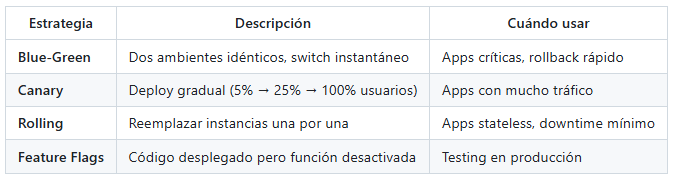 Estrategia Descripción Cuándo usar
Blue-Green Dos ambientes idénticos, switch instantáneo Apps críticas, rollback rápido
Canary Deploy gradual (5% → 25% → 100% usuarios) Apps con mucho tráfico
Rolling Reemplazar instancias una por una Apps stateless, downtime mínimo
Feature Flags Código desplegado pero función desactivada Testing en producción